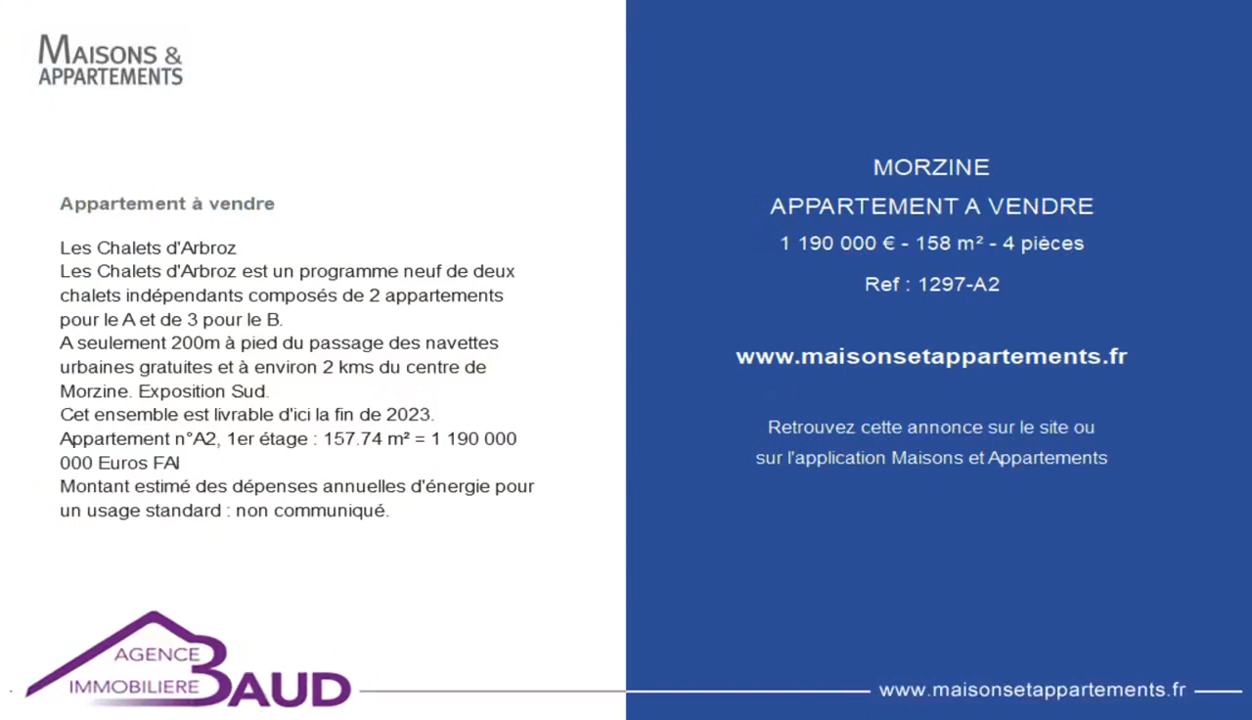 MAISONS &
APPARTEMENTS
Appartement à vendre
Les Chalets d'Arbroz
Les Chalets d'Arbroz est un programme neuf de deux
chalets indépendants composés de 2 appartements
pour le A et de 3 pour le B.
A seulement 200m à pied du passage des navettes
urbaines gratuites et à environ 2 kms du centre de
Morzine. Exposition Sud.
Cet ensemble est livrable d'ici la fin de 2023.
Appartement n°A2, 1er étage : 157.74 m² = 1 190 000
000 Euros FAI
Montant estimé des dépenses annuelles d'énergie pour
un usage standard : non communiqué.
AGENCE
IMMOBILIERE BAUD
MORZINE
APPARTEMENT A VENDRE
1 190 000 € - 158 m² - 4 pièces
Ref : 1297-A2
www.maisonsetappartements.fr
Retrouvez cette annonce sur le site ou
sur l'application Maisons et Appartements
www.maisonsetappartements.fr